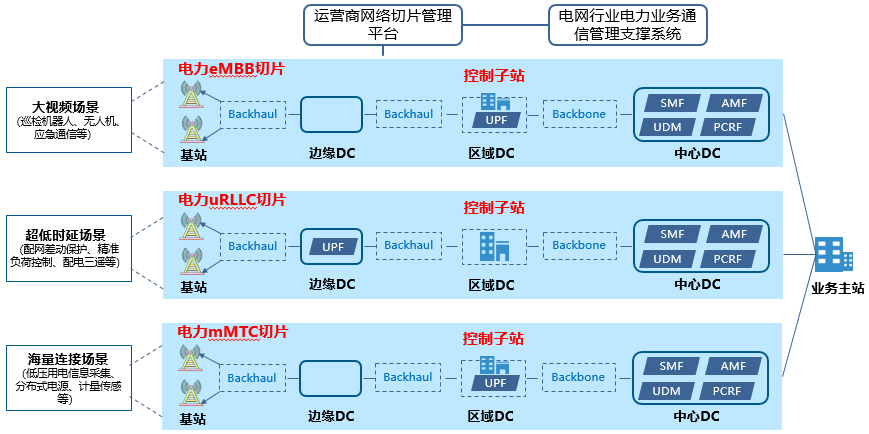 运营商网络切片管理
平台
电网行业电力业务通
信管理支撑系统
电力eMBB切片
控制子站
大视频场景
(巡检机器人、无人机、
应急通信等)
Backhaul
Backhaul
UPF
Backbone
SMF
AMF
UDM
PCRF
基站
边缘DC
区域DC
中心DC
电力uRLLC切片
控制子站
超低时延场景
(配网差动保护、精准
负荷控制、配电三遥等)
Backhaul
UPF
Backhaul
Backbone
SMF
AMF
UDM
PCRF
基站
边缘DC
区域DC
中心DC
业务主站
电力mMTC切片
控制子站
海量连接场景
(低压用电信息采集、
分布式电源、计量传感
等)
Backhaul
Backhaul
UPF
Backbone
SMF
AMF
UDM
PCRF
基站
边缘DC
区域DC
中心DC